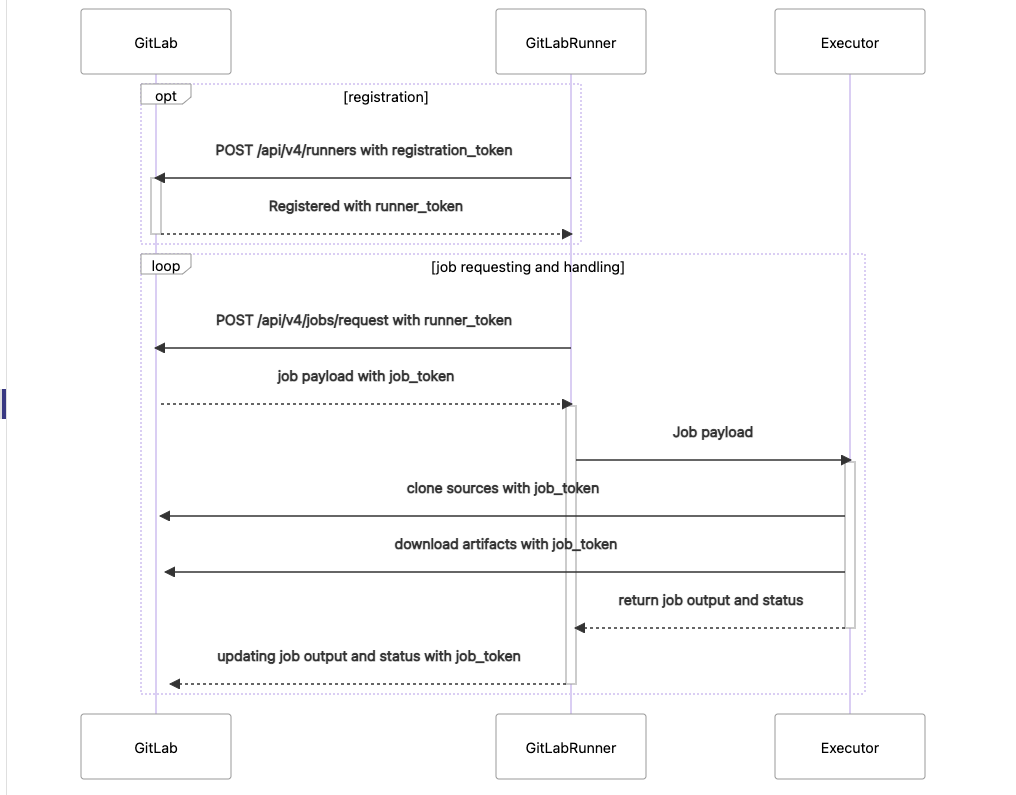 GitLab
GitLabRunner
Executor
opt
[registration]
POST /api/v4/runners with registration_token
Registered with runner_token
loop
[job requesting and handling]
POST /api/v4/jobs/request with runner_token
job payload with job_token
Job payload
clone sources with job_token
download artifacts with job_token
return job output and status
updating job output and status with job_token
GitLab
GitLabRunner
Executor